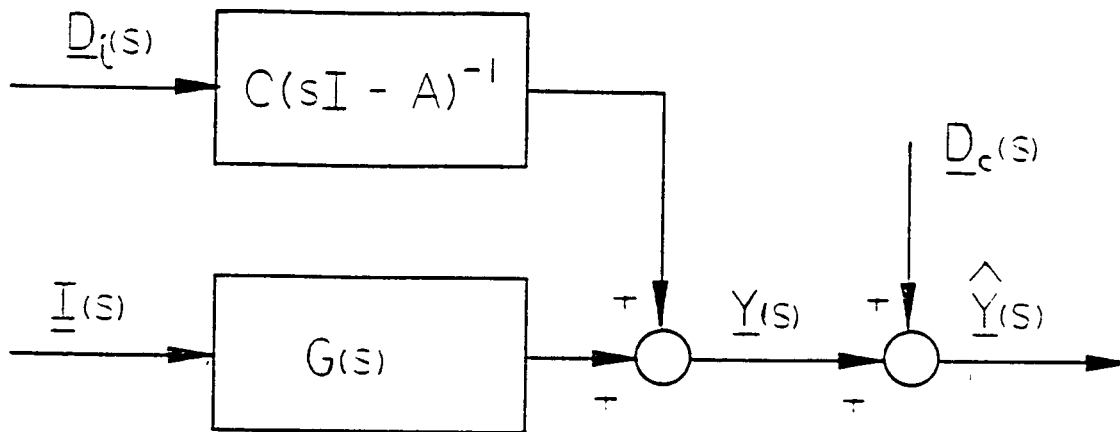 D_i(s)
C(sI - A)^-1
D_c(s)
I(s)
G(s)
+
+
Y(s)
+
+
Ŷ(s)